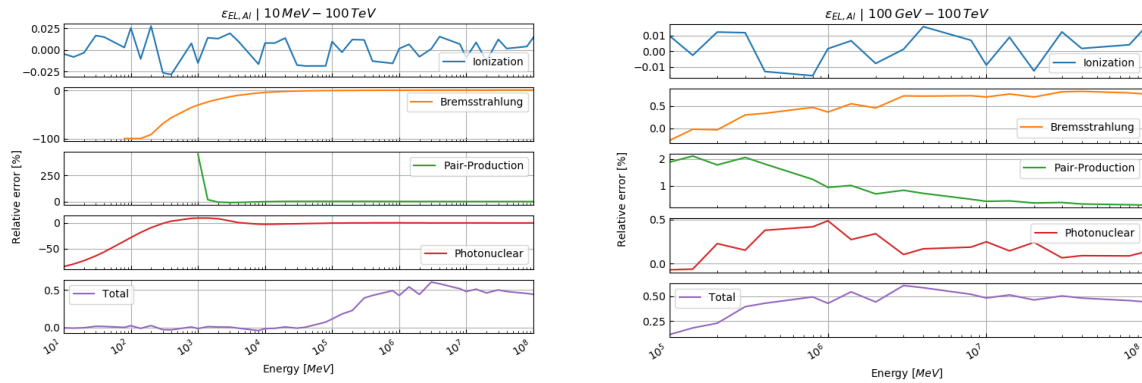 ε_{EL,Al} | 10 MeV − 100 TeV
0.025
0.000
−0.025
Ionization
0
−100
Bremsstrahlung
250
0
Pair-Production
0
−50
Photonuclear
0.5
0.0
Total
Relative error [%]
10^1
10^2
10^3
10^4
10^5
10^6
10^7
10^8
Energy [MeV]
ε_{EL,Al} | 100 GeV − 100 TeV
0.01
0.00
−0.01
Ionization
0.5
0.0
Bremsstrahlung
2
1
Pair-Production
0.5
0.0
Photonuclear
0.50
0.25
Total
Relative error [%]
10^5
10^6
10^7
10^8
Energy [MeV]